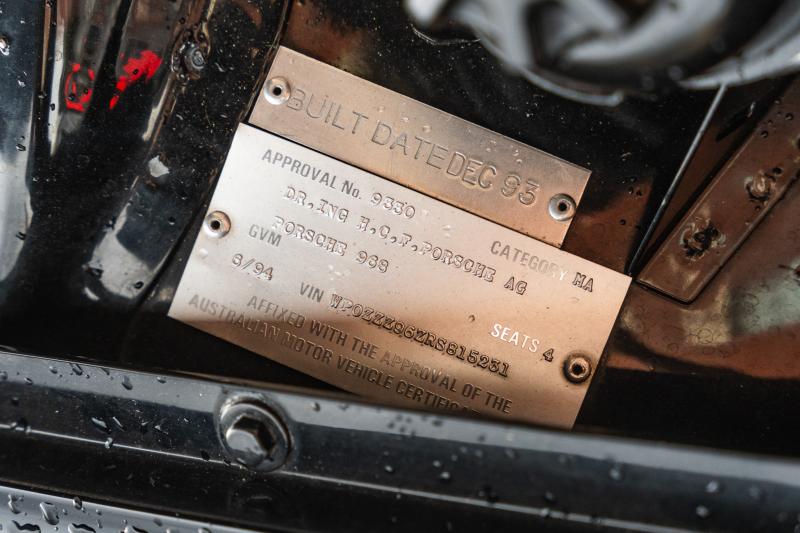 BUILT DATE DEC 93
APPROVAL No. 9330 CATEGORY MA
DR.ING H.C.F.PORSCHE AG
PORSCHE 968
GVM SEATS 4
6/94 VIN WP0ZZZ96ZRS815231
AFFIXED WITH THE APPROVAL OF THE
AUSTRALIAN MOTOR VEHICLE